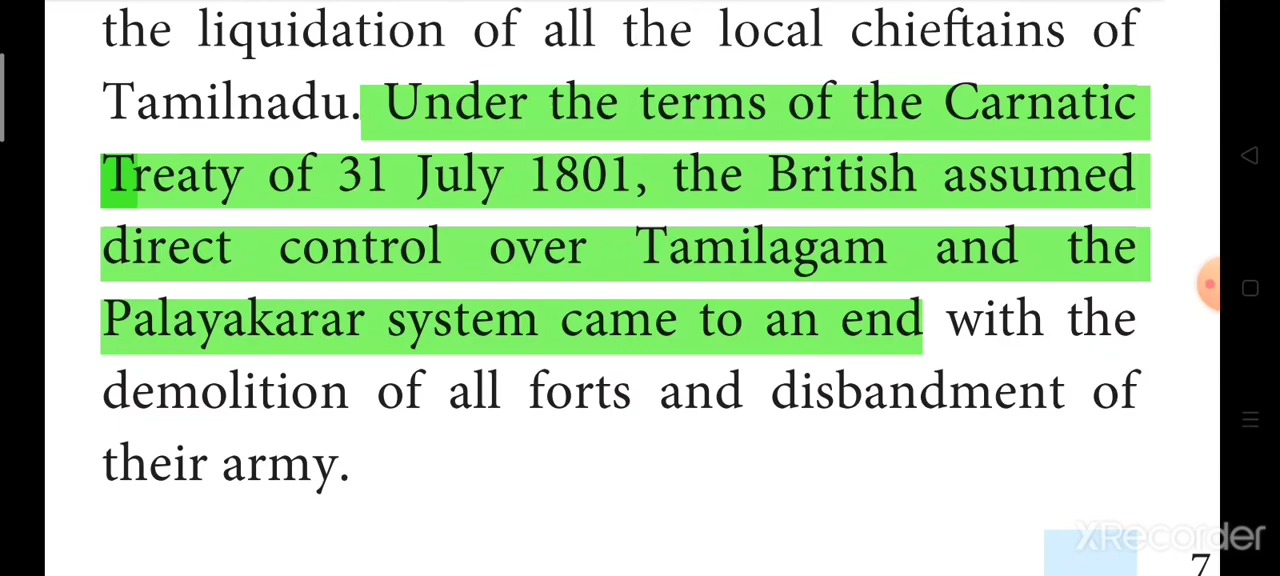 the liquidation of all the local chieftains of
Tamilnadu. Under the terms of the Carnatic
Treaty of 31 July 1801, the British assumed
direct control over Tamilagam and the
Palayakarar system came to an end with the
demolition of all forts and disbandment of
their army.
XRecorder
7